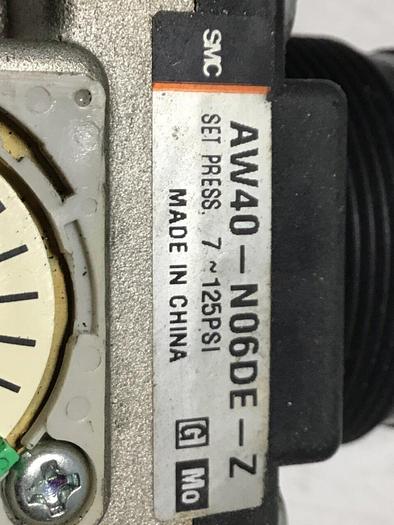 SMC
AW40-N06DE-Z
SET PRESS. 7~125PSI
MADE IN CHINA
G Mo